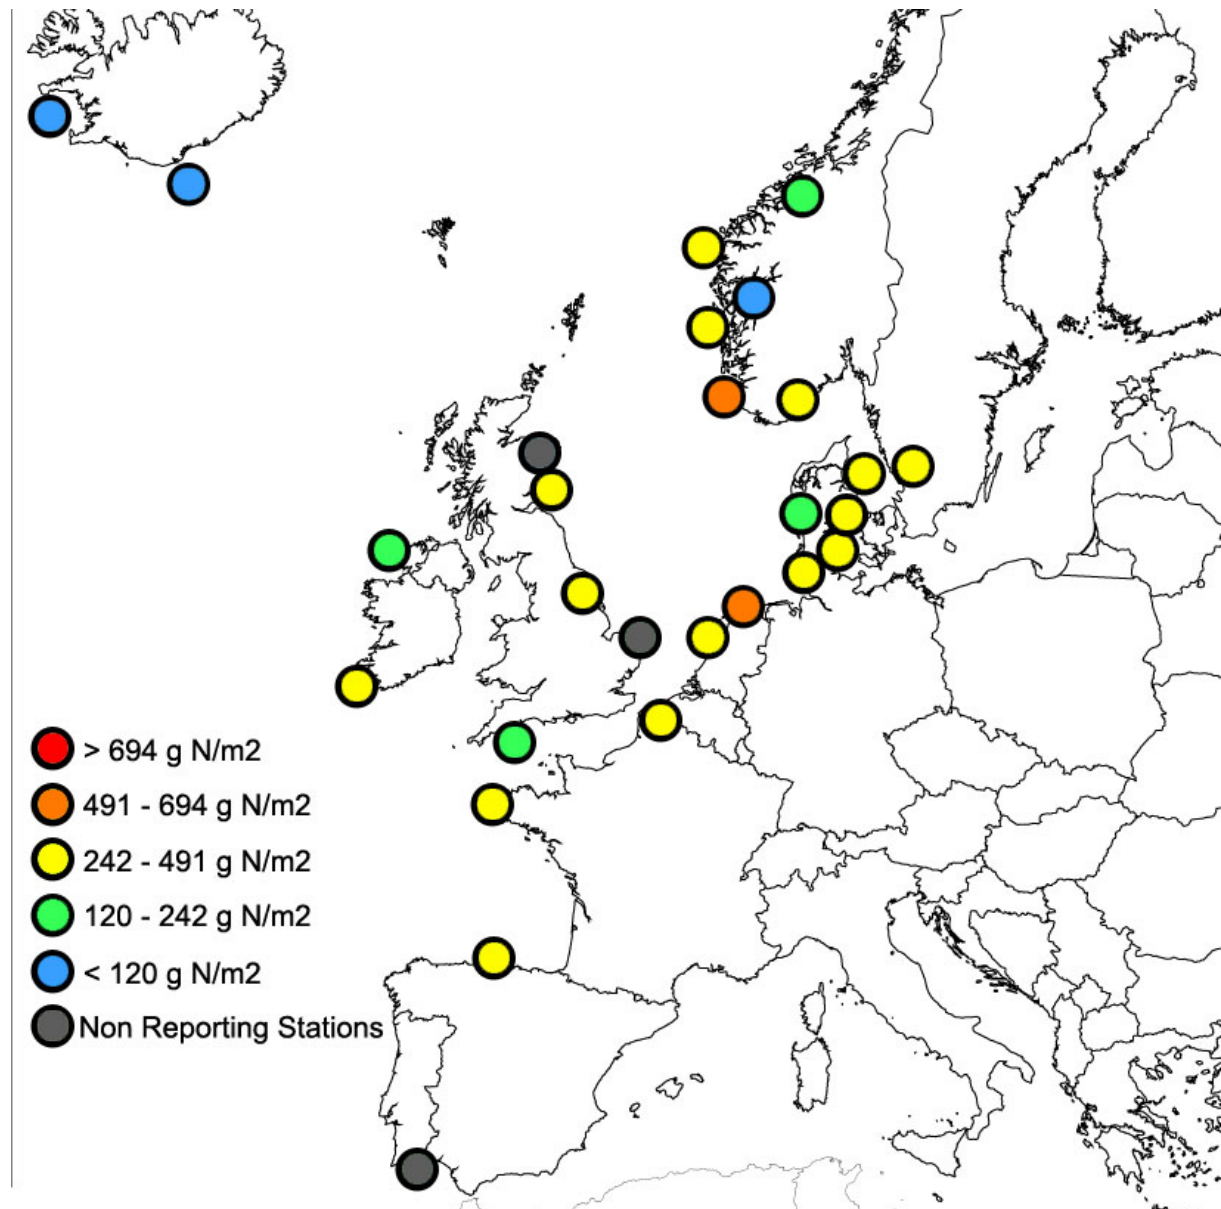 > 694 g N/m2
491 - 694 g N/m2
242 - 491 g N/m2
120 - 242 g N/m2
< 120 g N/m2
Non Reporting Stations